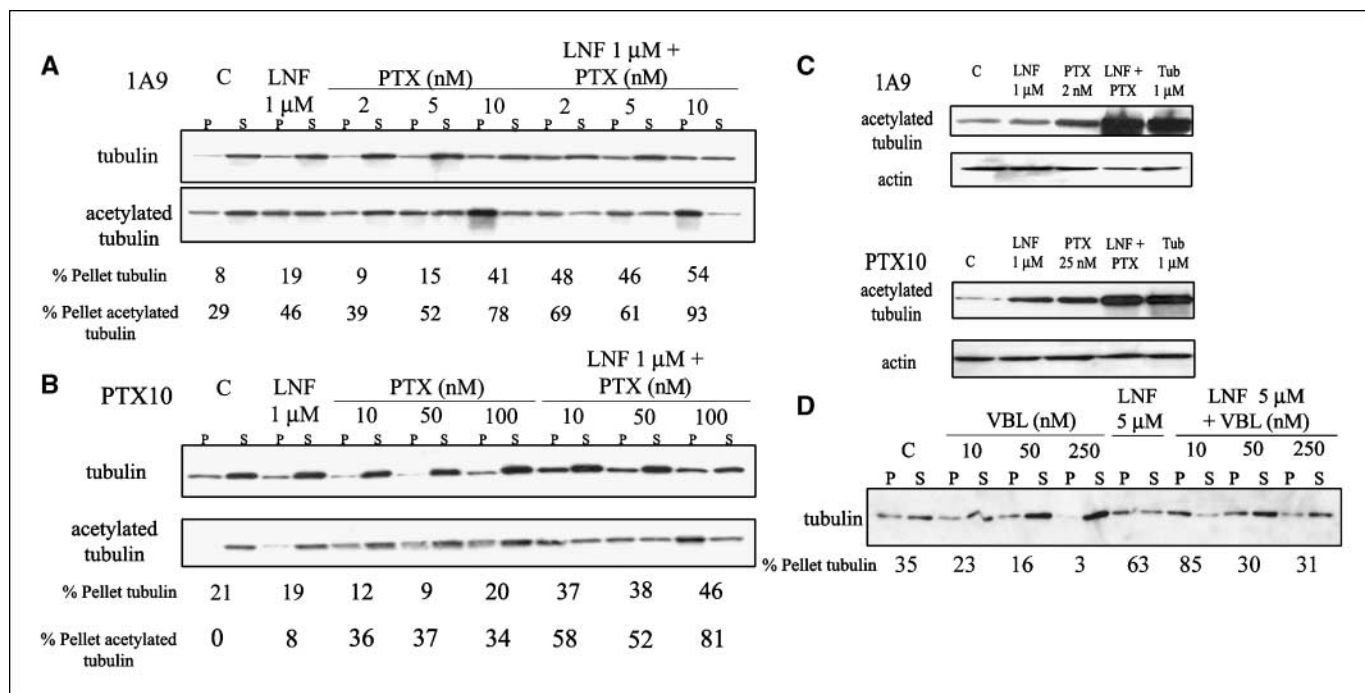 A
1A9
C
LNF
1 μM
PTX (nM)
LNF 1 μM +
PTX (nM)
2 5 10 2 5 10
P S P S P S P S P S P S P S P S
tubulin
acetylated
tubulin
% Pellet tubulin 8 19 9 15 41 48 46 54
% Pellet acetylated
tubulin
29 46 39 52 78 69 61 93
B
PTX10
C
LNF
1 μM
PTX (nM)
LNF 1 μM +
PTX (nM)
10 50 100 10 50 100
P S P S P S P S P S P S P S P S
tubulin
acetylated
tubulin
% Pellet tubulin 21 19 12 9 20 37 38 46
% Pellet acetylated
tubulin
0 8 36 37 34 58 52 81
C
1A9
C
LNF
1 μM
PTX
2 nM
LNF +
PTX
Tub
1 μM
acetylated
tubulin
actin
PTX10
C
LNF
1 μM
PTX
25 nM
LNF +
PTX
Tub
1 μM
acetylated
tubulin
actin
D
C
VBL (nM)
LNF
5 μM
LNF 5 μM
+ VBL (nM)
10 50 250 10 50 250
P S P S P S P S P S P S P S P S
tubulin
% Pellet tubulin 35 23 16 3 63 85 30 31